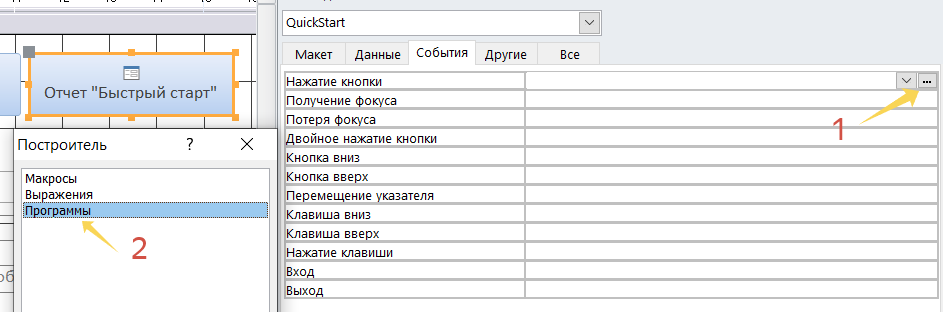 QuickStart
Макет Данные События Другие Все
Отчет "Быстрый старт"
Нажатие кнопки ...
Получение фокуса
Потеря фокуса
Двойное нажатие кнопки
Кнопка вниз
Кнопка вверх
Перемещение указателя
Клавиша вниз
Клавиша вверх
Нажатие клавиши
Вход
Выход
1
Построитель ?
Макросы
Выражения
Программы
2